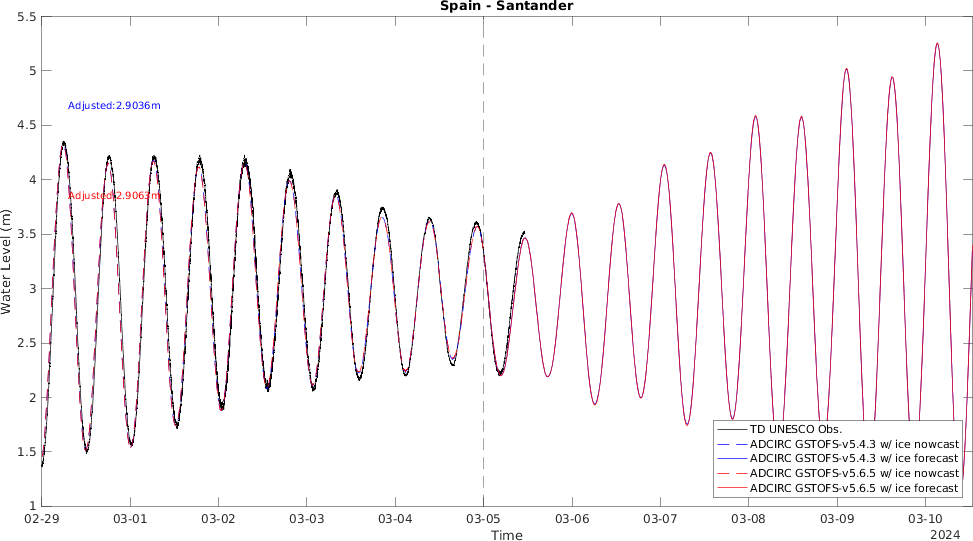 Spain - Santander
5.5
5
4.5
4
3.5
3
2.5
2
1.5
1
Water Level (m)
Adjusted:2.9036m
Adjusted:2.9063m
TD UNESCO Obs.
ADCIRC GSTOFS-v5.4.3 w/ ice nowcast
ADCIRC GSTOFS-v5.4.3 w/ ice forecast
ADCIRC GSTOFS-v5.6.5 w/ ice nowcast
ADCIRC GSTOFS-v5.6.5 w/ ice forecast
02-29 03-01 03-02 03-03 03-04 03-05 03-06 03-07 03-08 03-09 03-10
Time
2024